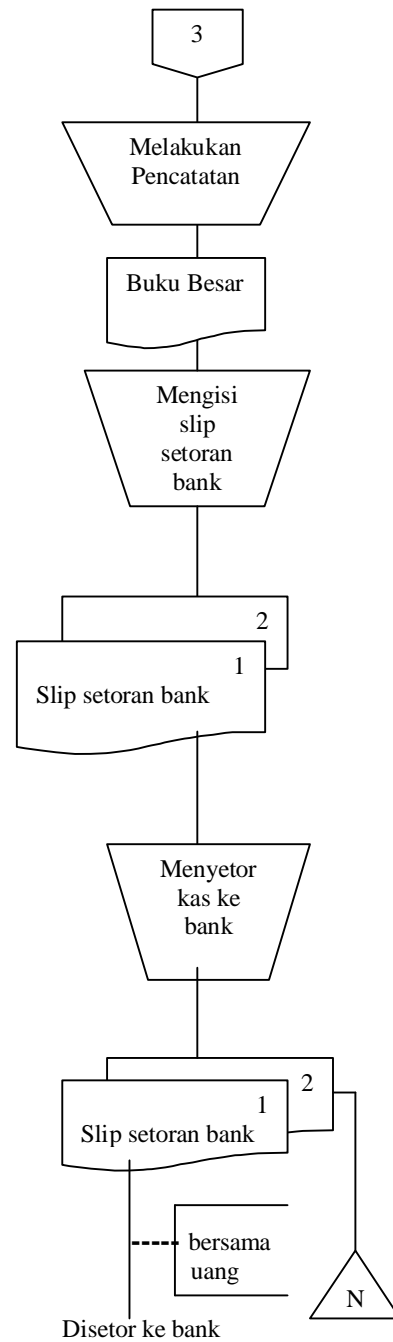 3
Melakukan
Pencatatan
Buku Besar
Mengisi
slip
setoran
bank
2
1
Slip setoran bank
Menyetor
kas ke
bank
2
1
Slip setoran bank
bersama
uang
N
Disetor ke bank